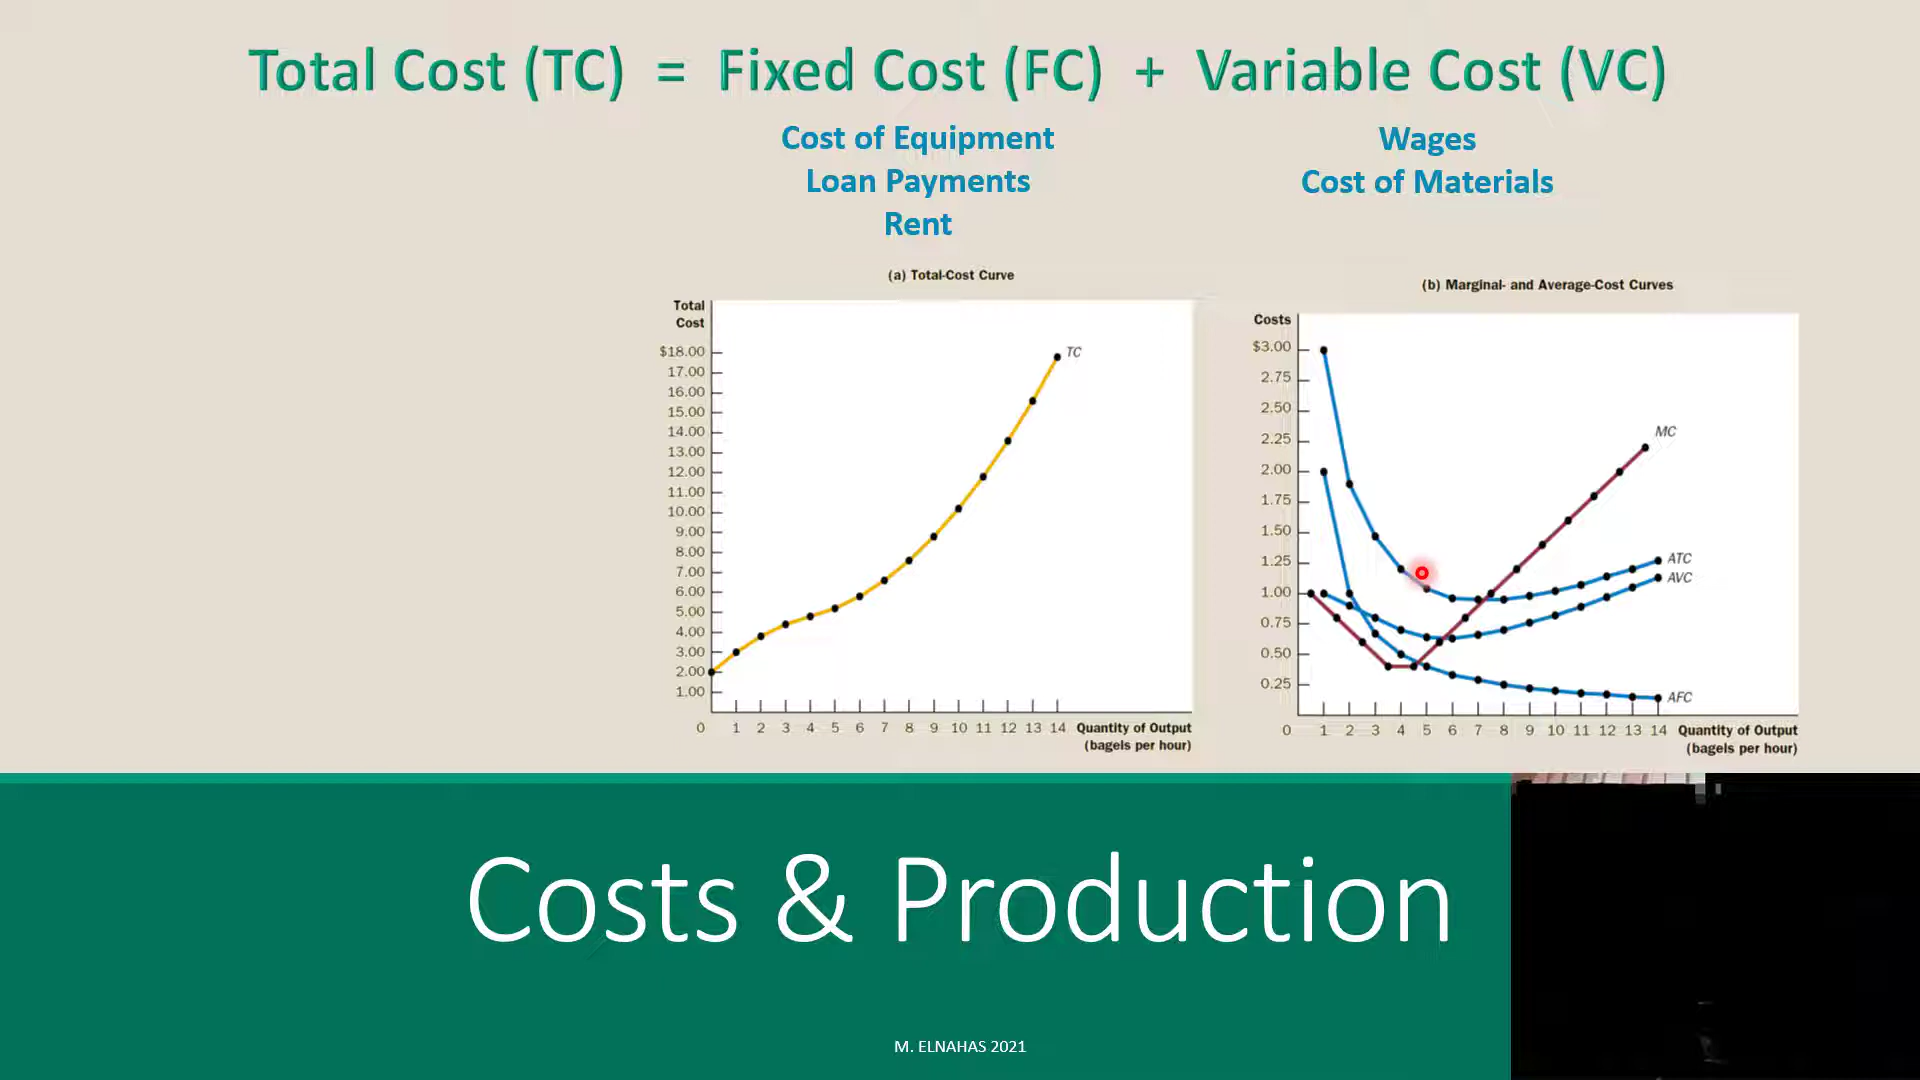 Total Cost (TC) = Fixed Cost (FC) + Variable Cost (VC)
Cost of Equipment
Loan Payments
Rent
Wages
Cost of Materials
(a) Total-Cost Curve
Total
Cost
$18.00
17.00
16.00
15.00
14.00
13.00
12.00
11.00
10.00
9.00
8.00
7.00
6.00
5.00
4.00
3.00
2.00
1.00
TC
0 1 2 3 4 5 6 7 8 9 10 11 12 13 14 Quantity of Output
(bagels per hour)
(b) Marginal- and Average-Cost Curves
Costs
$3.00
2.75
2.50
2.25
2.00
1.75
1.50
1.25
1.00
0.75
0.50
0.25
MC
ATC
AVC
AFC
0 1 2 3 4 5 6 7 8 9 10 11 12 13 14 Quantity of Output
(bagels per hour)
Costs & Production
M. ELNAHAS 2021